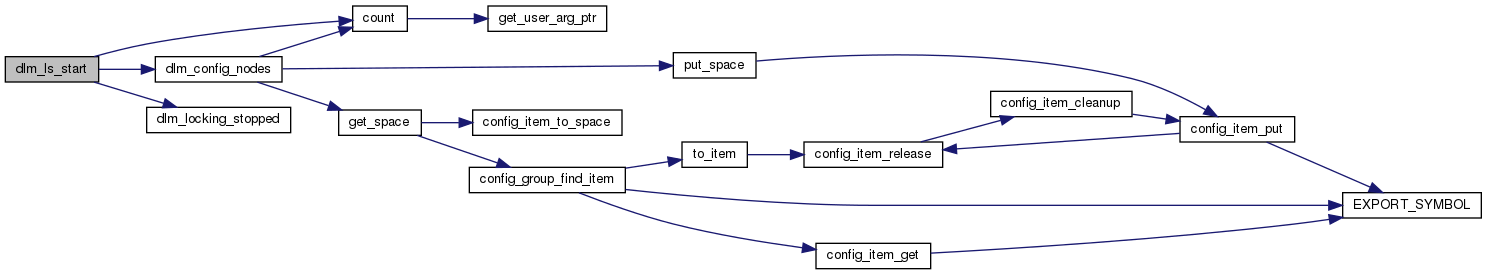 dlm_ls_start
count
get_user_arg_ptr
dlm_config_nodes
dlm_locking_stopped
put_space
get_space
config_item_to_space
config_group_find_item
to_item
config_item_release
config_item_cleanup
config_item_put
EXPORT_SYMBOL
config_item_get